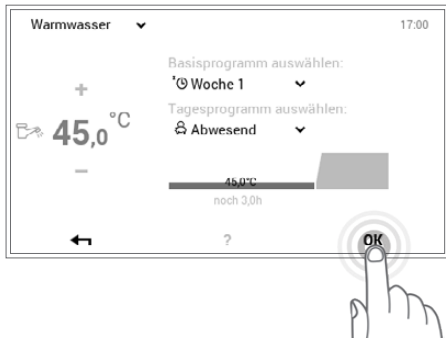 Warmwasser
17:00
Basisprogramm auswählen:
Woche 1
Tagesprogramm auswählen:
Abwesend
+
45,0°C
–
45,0°C
noch 3,0h
?
OK